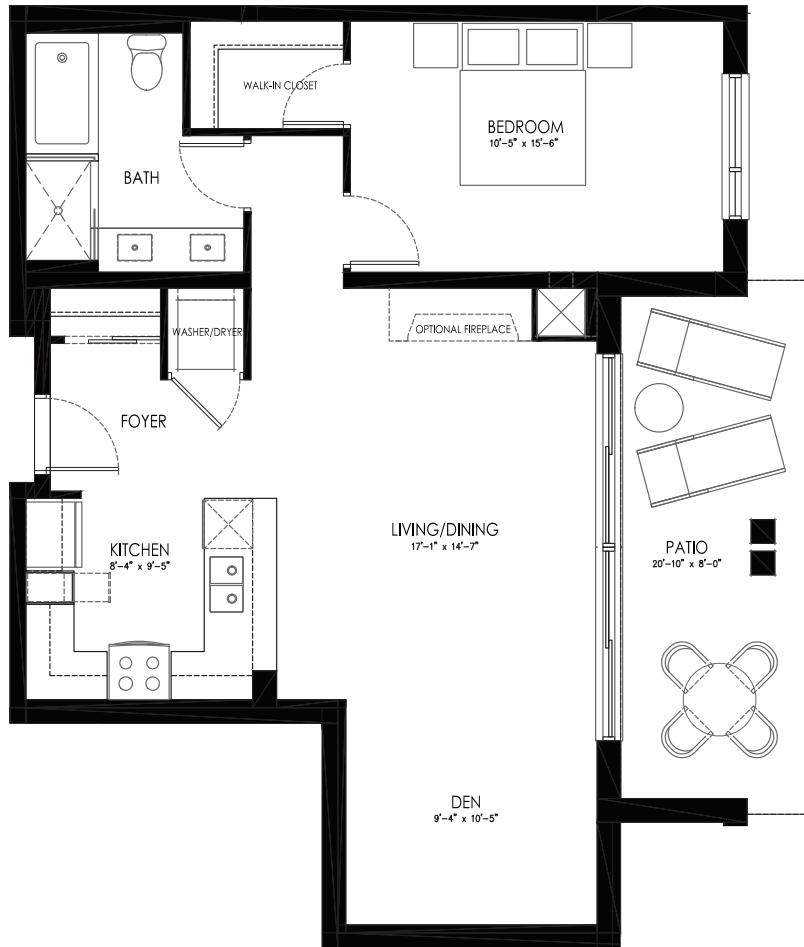 WALK-IN CLOSET
BEDROOM
10'-5" x 15'-6"
BATH
WASHER/DRYER
OPTIONAL FIREPLACE
FOYER
LIVING/DINING
17'-1" x 14'-7"
KITCHEN
8'-4" x 9'-5"
PATIO
20'-10" x 8'-0"
DEN
9'-4" x 10'-5"